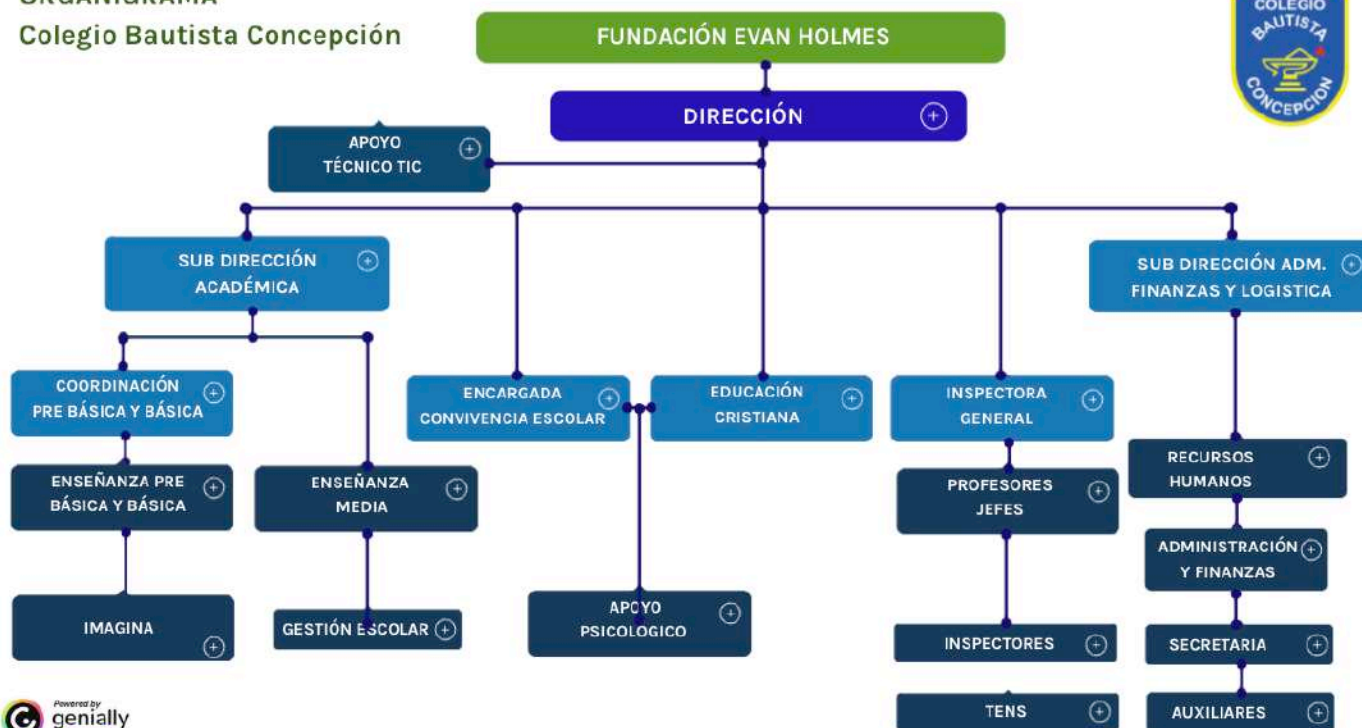 ORGANIGRAMA
Colegio Bautista Concepción
FUNDACIÓN EVAN HOLMES
COLEGIO
BAUTISTA
CONCEPCION
DIRECCIÓN
APOYO
TÉCNICO TIC
SUB DIRECCIÓN
ACADÉMICA
SUB DIRECCIÓN ADM.
FINANZAS Y LOGISTICA
COORDINACIÓN
PRE BÁSICA Y BÁSICA
ENCARGADA
CONVIVENCIA ESCOLAR
EDUCACIÓN
CRISTIANA
INSPECTORA
GENERAL
ENSEÑANZA PRE
BÁSICA Y BÁSICA
ENSEÑANZA
MEDIA
PROFESORES
JEFES
RECURSOS
HUMANOS
ADMINISTRACIÓN
Y FINANZAS
IMAGINA
GESTIÓN ESCOLAR
APOYO
PSICOLOGICO
INSPECTORES
SECRETARIA
TENS
AUXILIARES
Powered by
genially